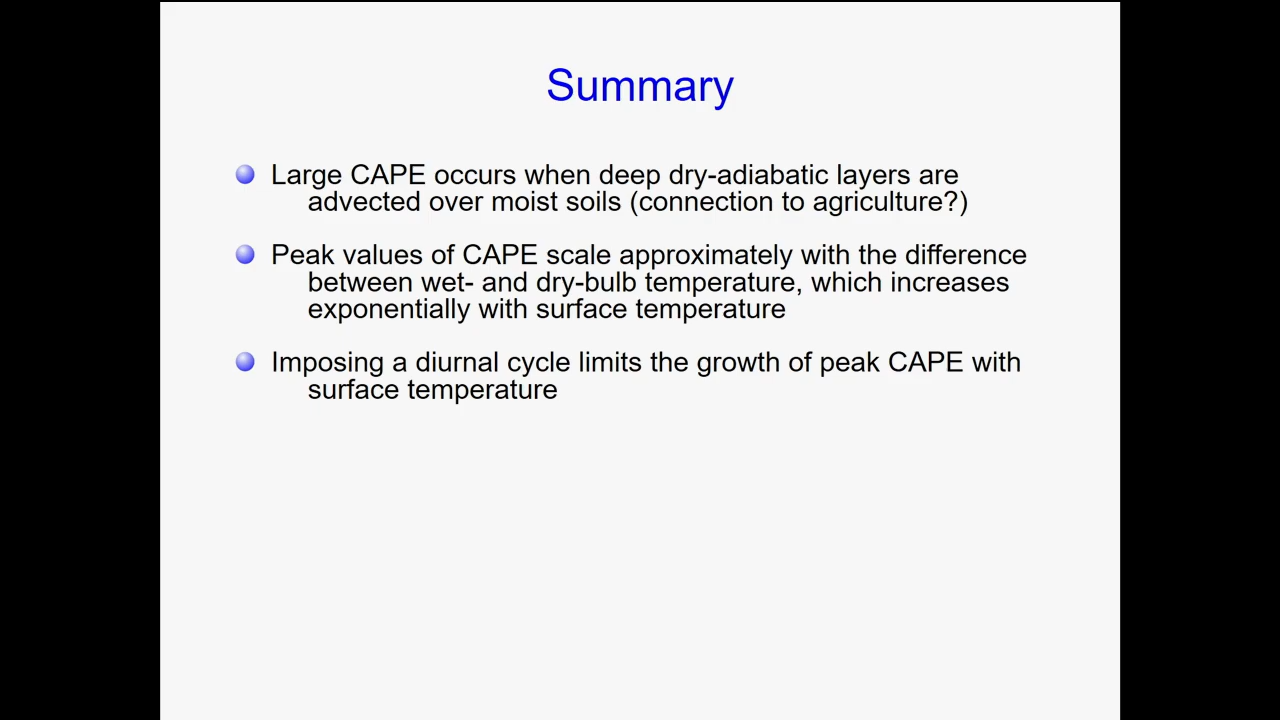 Summary
Large CAPE occurs when deep dry-adiabatic layers are
advected over moist soils (connection to agriculture?)
Peak values of CAPE scale approximately with the difference
between wet- and dry-bulb temperature, which increases
exponentially with surface temperature
Imposing a diurnal cycle limits the growth of peak CAPE with
surface temperature